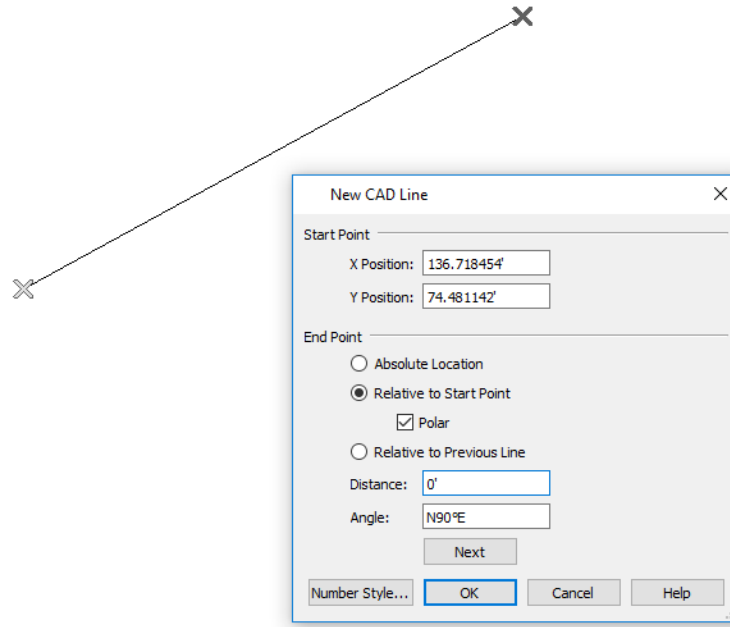 New CAD Line
Start Point
X Position: 136.718454'
Y Position: 74.481142'
End Point
Absolute Location
Relative to Start Point
Polar
Relative to Previous Line
Distance: 0'
Angle: N90°E
Next
Number Style... OK Cancel Help